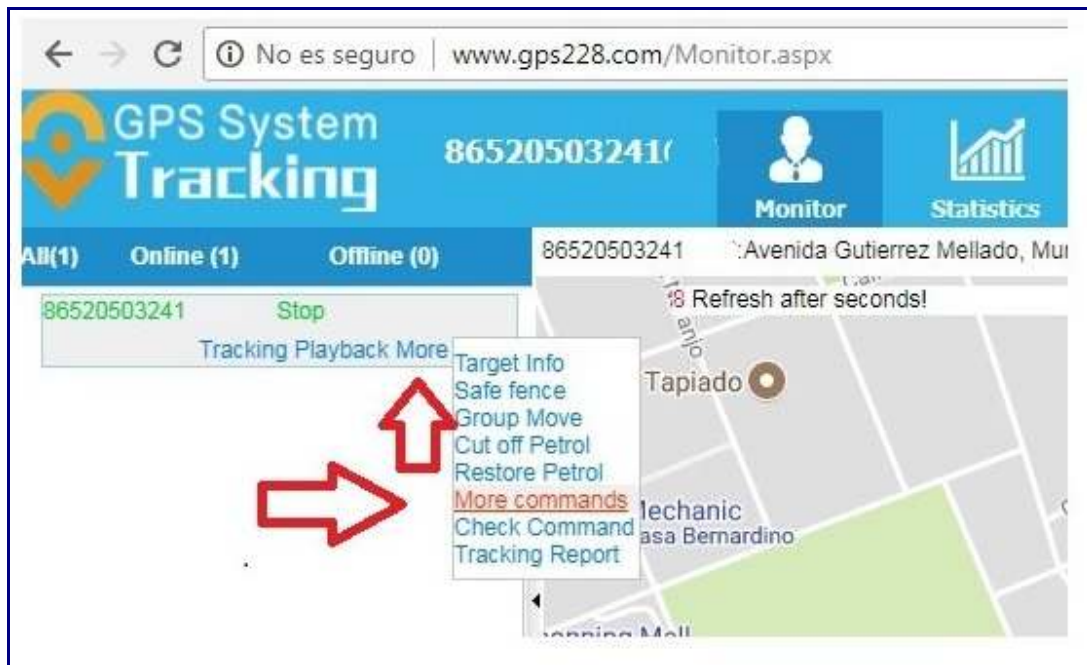 No es seguro | www.gps228.com/Monitor.aspx
GPS System
Tracking
86520503241
Monitor
Statistics
All(1) Online (1) Offline (0)
86520503241 :Avenida Gutierrez Mellado, Mur
8 Refresh after seconds!
86520503241 Stop
Tracking Playback More
Target Info
Safe fence
Group Move
Cut off Petrol
Restore Petrol
More commands
Check Command
Tracking Report
anjo
Tapiado
Mechanic
asa Bernardino